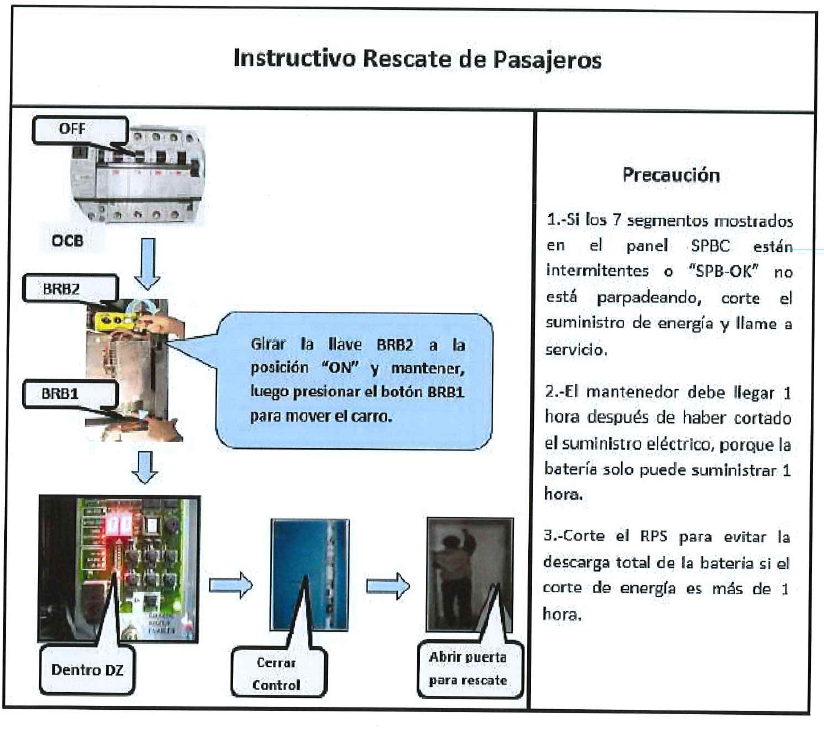 Instructivo Rescate de Pasajeros
OFF
OCB
BRB2
Girar la llave BRB2 a la
posición "ON" y mantener,
luego presionar el botón BRB1
para mover el carro.
BRB1
Dentro DZ
Cerrar
Control
Abrir puerta
para rescate
Precaución
1.-Si los 7 segmentos mostrados
en el panel SPBC están
intermitentes o "SPB-OK" no
está parpadeando, corte el
suministro de energía y llame a
servicio.
2.-El mantenedor debe llegar 1
hora después de haber cortado
el suministro eléctrico, porque la
batería solo puede suministrar 1
hora.
3.-Corte el RPS para evitar la
descarga total de la bateria si el
corte de energía es más de 1
hora.